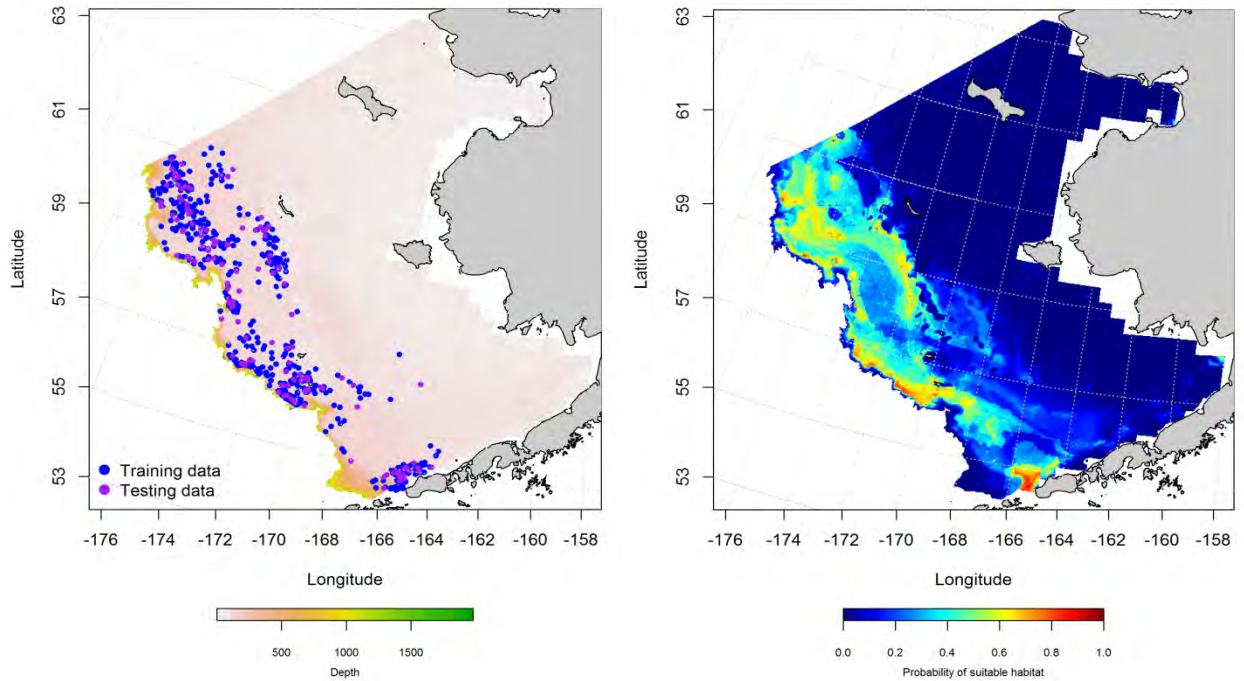 63
61
59
57
55
53
Latitude
Training data
Testing data
-176 -174 -172 -170 -168 -166 -164 -162 -160 -158
Longitude
500 1000 1500
Depth
63
61
59
57
55
53
Latitude
-176 -174 -172 -170 -168 -166 -164 -162 -160 -158
Longitude
0.0 0.2 0.4 0.6 0.8 1.0
Probability of suitable habitat